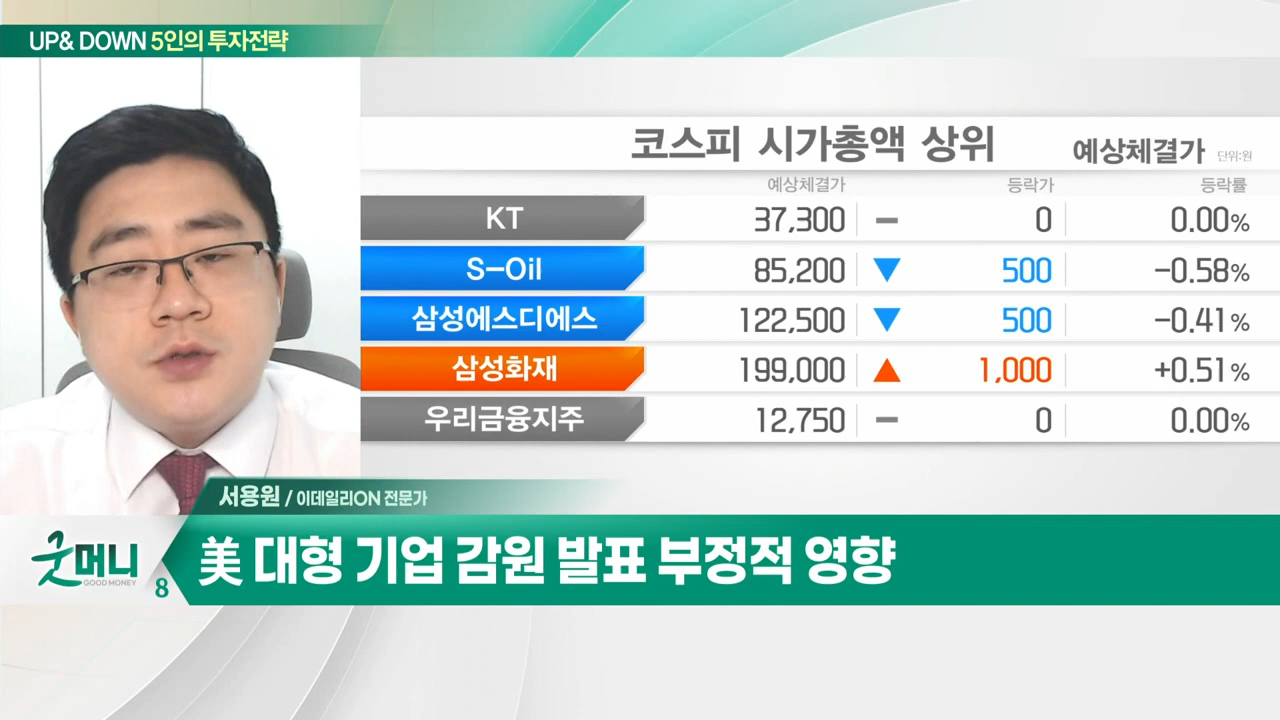 UP& DOWN 5인의 투자전략
코스피 시가총액 상위 예상체결가 단위:원
예상체결가 등락가 등락률
KT 37,300 0 0.00%
S-Oil 85,200 ▼ 500 -0.58%
삼성에스디에스 122,500 ▼ 500 -0.41%
삼성화재 199,000 ▲ 1,000 +0.51%
우리금융지주 12,750 0 0.00%
서용원 / 이데일리ON 전문가
굿머니
GOOD MONEY
8
美 대형 기업 감원 발표 부정적 영향